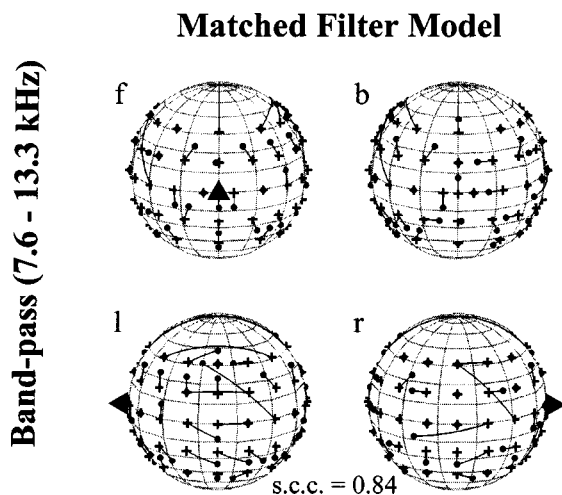 Matched Filter Model
Band-pass (7.6 - 13.3 kHz)
f
b
l
r
s.c.c. = 0.84